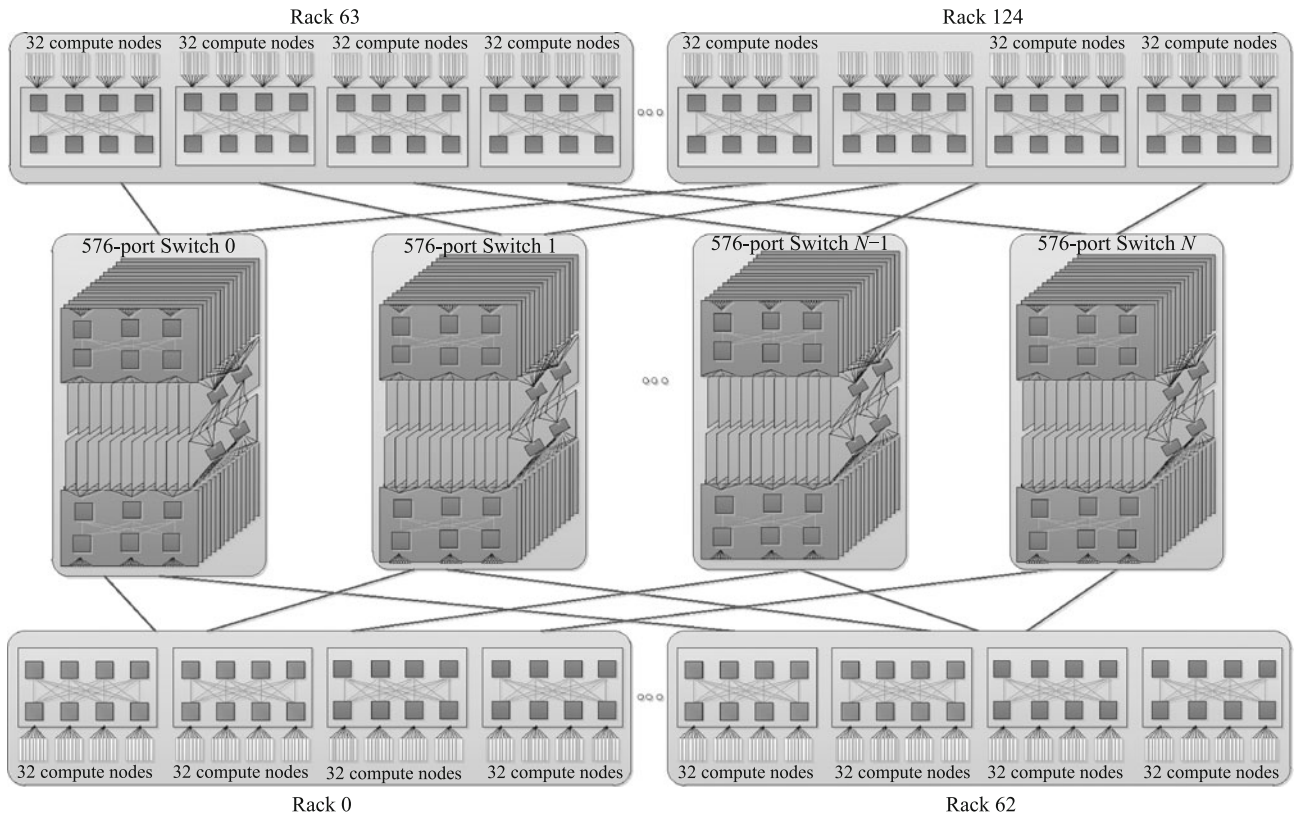 Rack 63
Rack 124
32 compute nodes
32 compute nodes
32 compute nodes
32 compute nodes
32 compute nodes
32 compute nodes
32 compute nodes
576-port Switch 0
576-port Switch 1
576-port Switch N−1
576-port Switch N
32 compute nodes
32 compute nodes
32 compute nodes
32 compute nodes
32 compute nodes
32 compute nodes
32 compute nodes
32 compute nodes
Rack 0
Rack 62